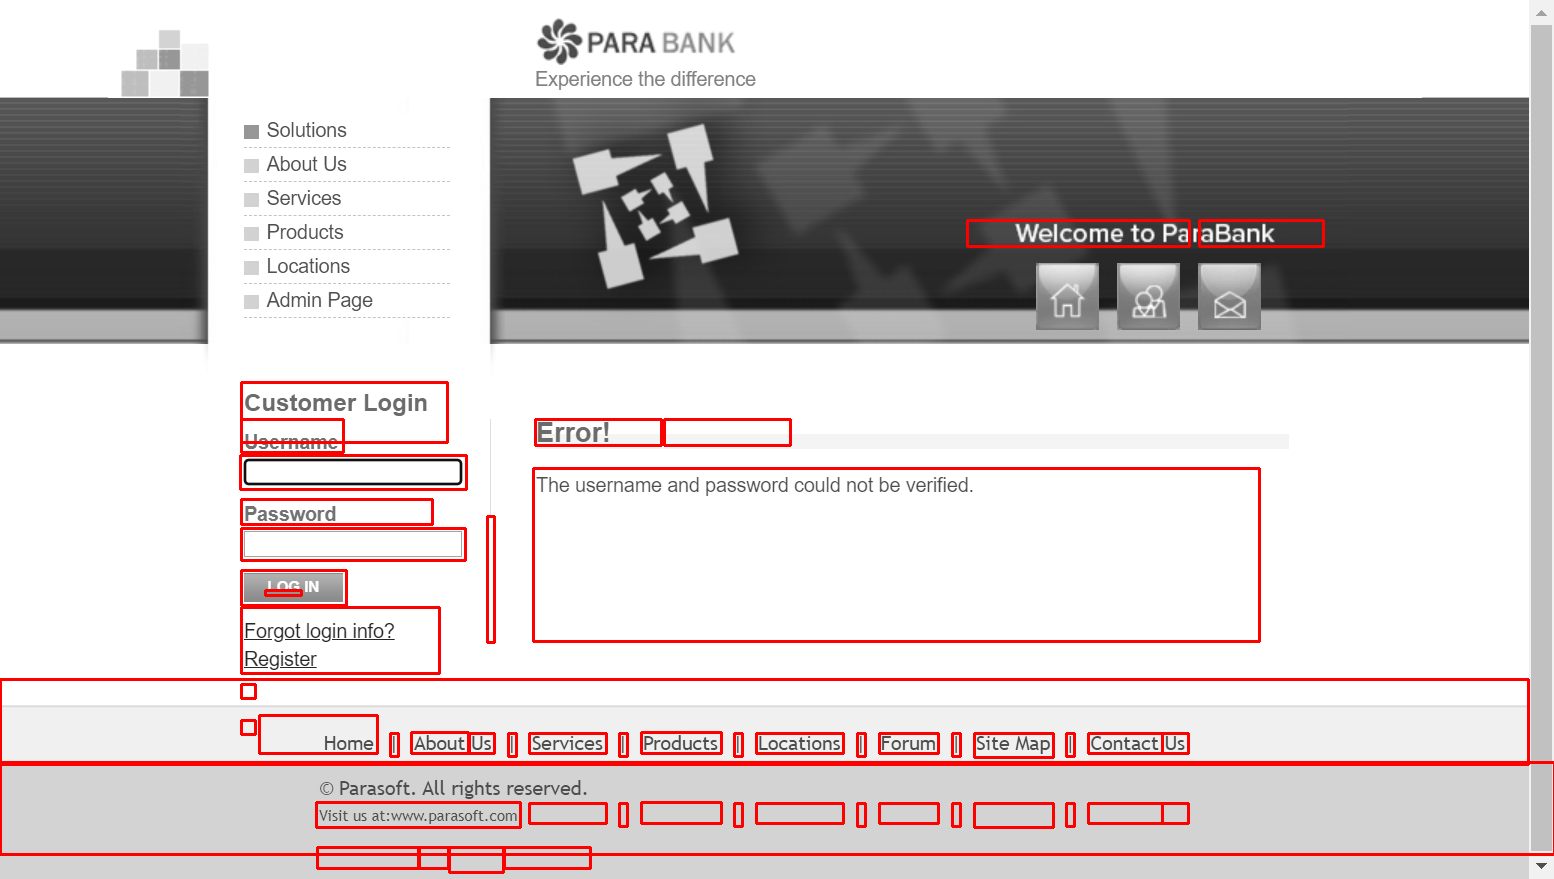 PARA BANK
Experience the difference
Solutions
About Us
Services
Products
Locations
Admin Page
Welcome to ParaBank
Customer Login
Username
Password
LOG IN
Forgot login info?
Register
Error!
The username and password could not be verified.
Home | About Us | Services | Products | Locations | Forum | Site Map | Contact Us
© Parasoft. All rights reserved.
Visit us at:www.parasoft.com